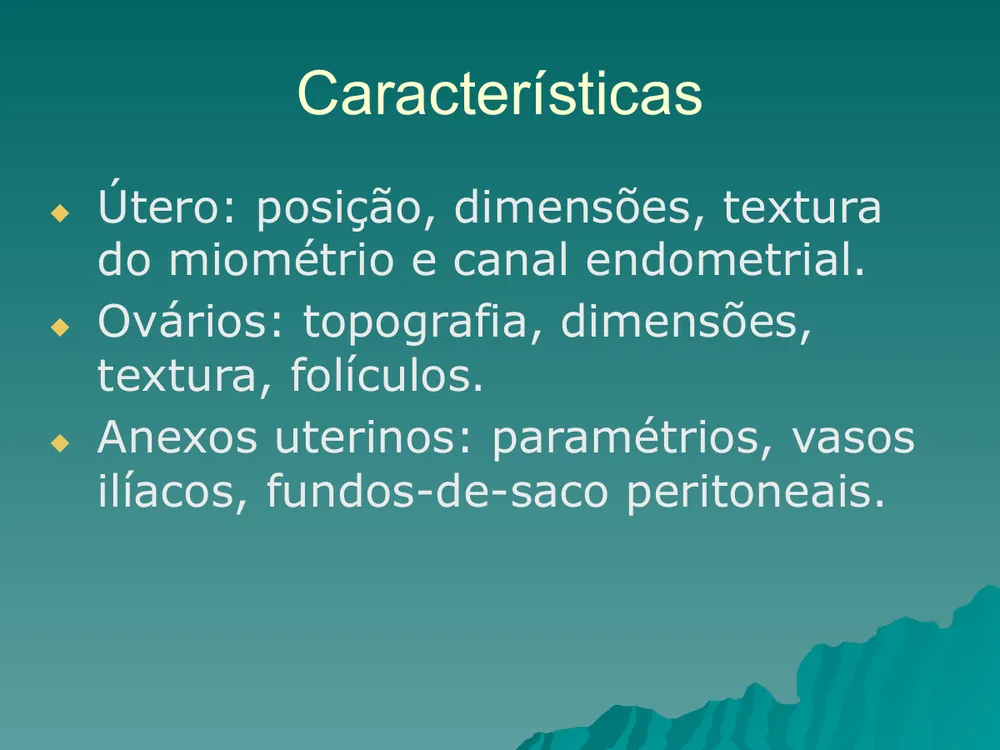 Características
Útero: posição, dimensões, textura
do miométrio e canal endometrial.
Ovários: topografia, dimensões,
textura, folículos.
Anexos uterinos: paramétrios, vasos
ilíacos, fundos-de-saco peritoneais.